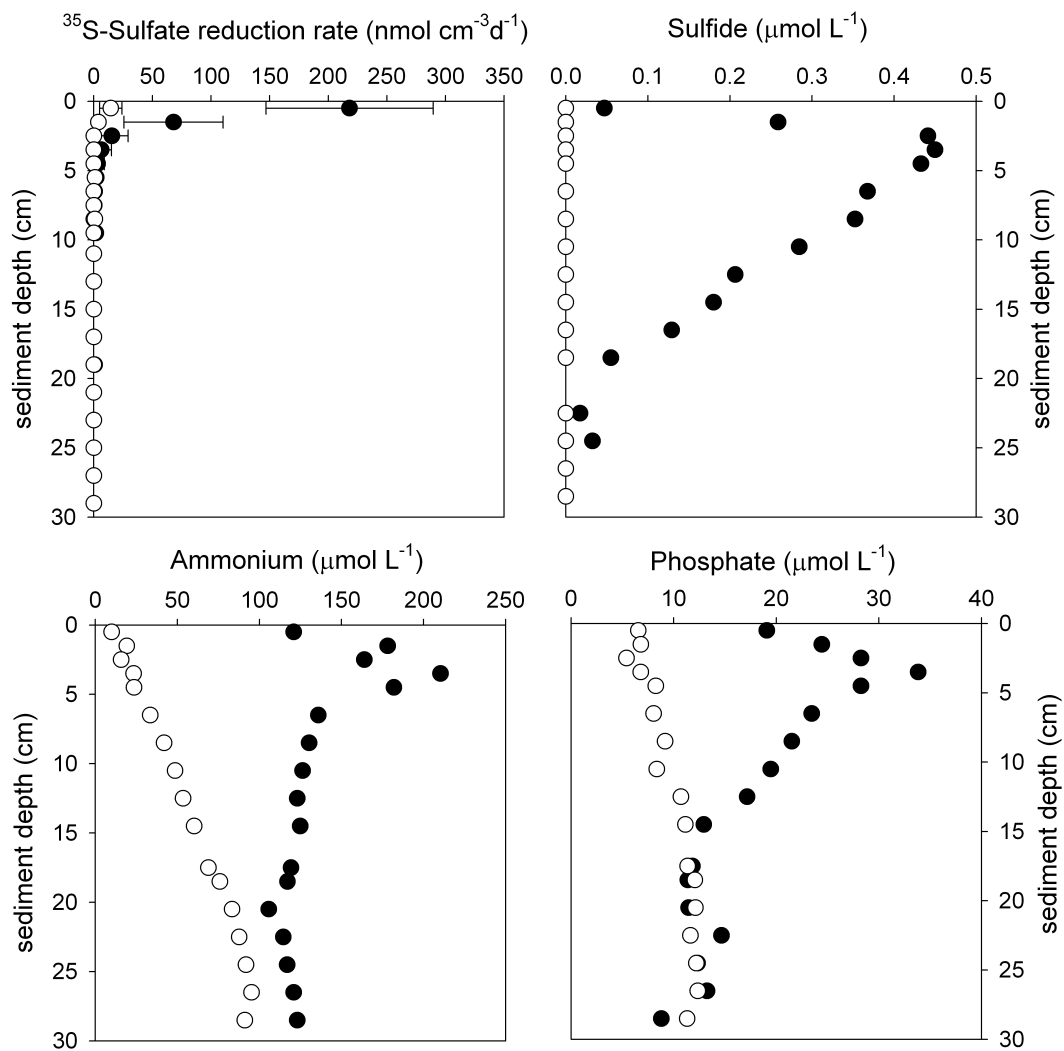 ³⁵S-Sulfate reduction rate (nmol cm⁻³d⁻¹)
0 50 100 150 200 250 300 350
0
5
10
15
20
25
30
sediment depth (cm)
Sulfide (μmol L⁻¹)
0.0 0.1 0.2 0.3 0.4 0.5
0
5
10
15
20
25
30
sediment depth (cm)
Ammonium (μmol L⁻¹)
0 50 100 150 200 250
0
5
10
15
20
25
30
sediment depth (cm)
Phosphate (μmol L⁻¹)
0 10 20 30 40
0
5
10
15
20
25
30
sediment depth (cm)